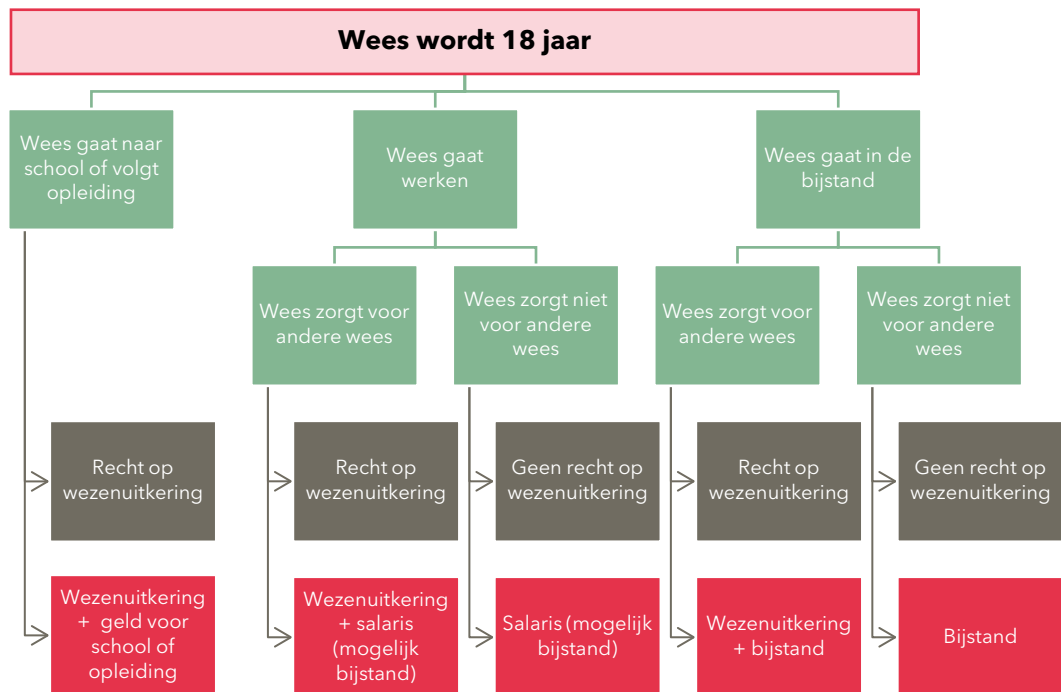 Wees wordt 18 jaar
Wees gaat naar
school of volgt
opleiding
Wees gaat
werken
Wees gaat in de
bijstand
Wees zorgt voor
andere wees
Wees zorgt niet
voor andere
wees
Wees zorgt voor
andere wees
Wees zorgt niet
voor andere
wees
Recht op
wezenuitkering
Recht op
wezenuitkering
Geen recht op
wezenuitkering
Recht op
wezenuitkering
Geen recht op
wezenuitkering
Wezenuitkering
+ geld voor
school of
opleiding
Wezenuitkering
+ salaris
(mogelijk
bijstand)
Salaris (mogelijk
bijstand)
Wezenuitkering
+ bijstand
Bijstand